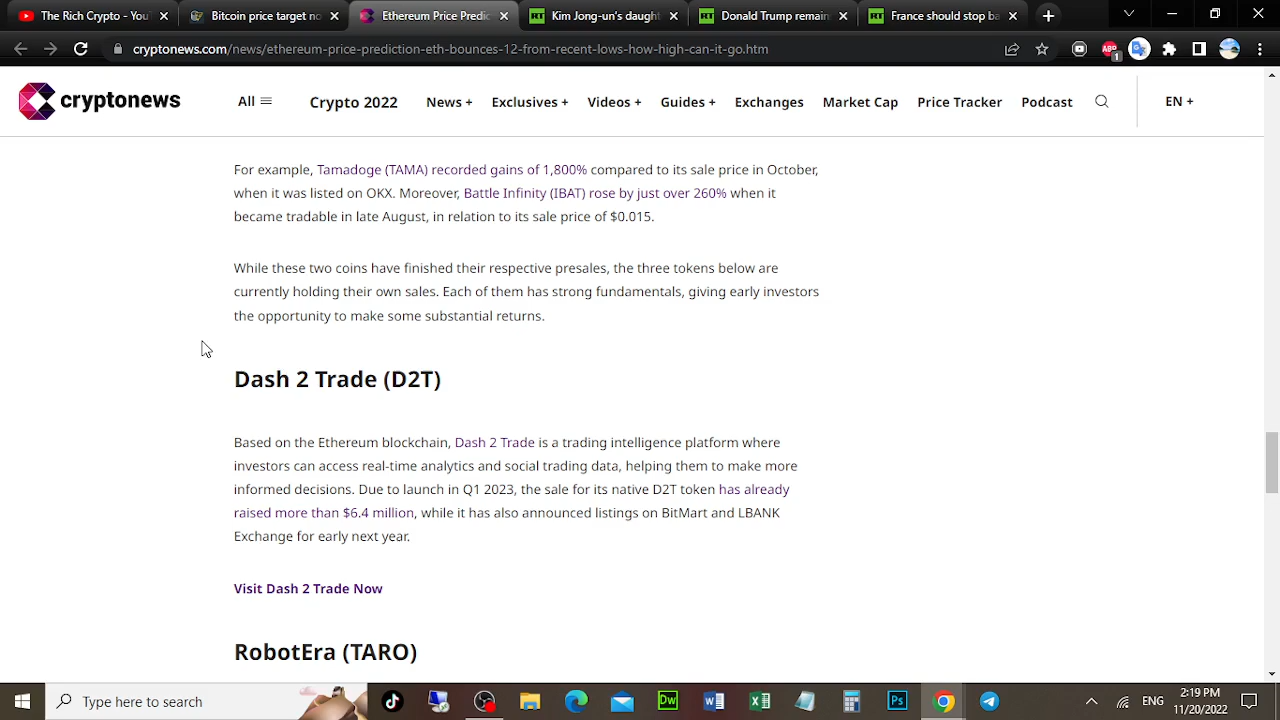 The Rich Crypto - You
Bitcoin price target no
Ethereum Price Predic
Kim Jong-un's daught
Donald Trump remain
France should stop ba
cryptonews.com/news/ethereum-price-prediction-eth-bounces-12-from-recent-lows-how-high-can-it-go.htm
ABP
1
cryptonews
All
Crypto 2022
News +
Exclusives +
Videos +
Guides +
Exchanges
Market Cap
Price Tracker
Podcast
EN +
For example, Tamadoge (TAMA) recorded gains of 1,800% compared to its sale price in October,
when it was listed on OKX. Moreover, Battle Infinity (IBAT) rose by just over 260% when it
became tradable in late August, in relation to its sale price of $0.015.
While these two coins have finished their respective presales, the three tokens below are
currently holding their own sales. Each of them has strong fundamentals, giving early investors
the opportunity to make some substantial returns.
Dash 2 Trade (D2T)
Based on the Ethereum blockchain, Dash 2 Trade is a trading intelligence platform where
investors can access real-time analytics and social trading data, helping them to make more
informed decisions. Due to launch in Q1 2023, the sale for its native D2T token has already
raised more than $6.4 million, while it has also announced listings on BitMart and LBANK
Exchange for early next year.
Visit Dash 2 Trade Now
RobotEra (TARO)
Type here to search
Dw
Ps
ENG
2:19 PM
11/20/2022